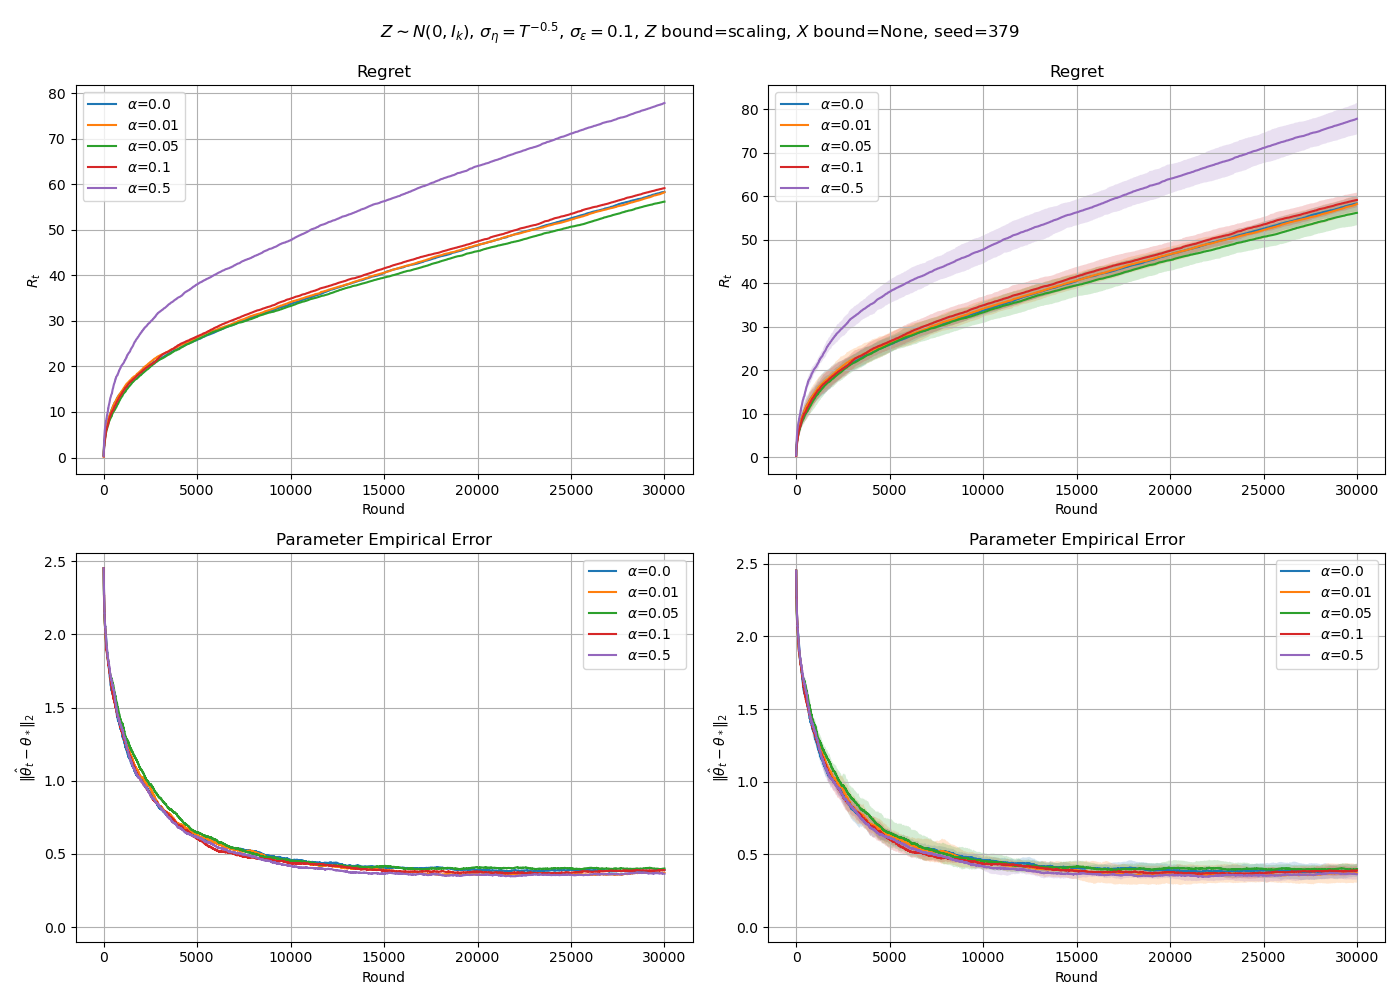 Z ∼ N(0, I_k), σ_η = T^{−0.5}, σ_ε = 0.1, Z bound=scaling, X bound=None, seed=379
Regret
80
70
60
50
40
30
20
10
0
R_t
α=0.0
α=0.01
α=0.05
α=0.1
α=0.5
0 5000 10000 15000 20000 25000 30000
Round
Regret
80
70
60
50
40
30
20
10
0
R_t
α=0.0
α=0.01
α=0.05
α=0.1
α=0.5
0 5000 10000 15000 20000 25000 30000
Round
Parameter Empirical Error
2.5
2.0
1.5
1.0
0.5
0.0
‖θ̂_t − θ_*‖_2
α=0.0
α=0.01
α=0.05
α=0.1
α=0.5
0 5000 10000 15000 20000 25000 30000
Round
Parameter Empirical Error
2.5
2.0
1.5
1.0
0.5
0.0
‖θ̂_t − θ_*‖_2
α=0.0
α=0.01
α=0.05
α=0.1
α=0.5
0 5000 10000 15000 20000 25000 30000
Round